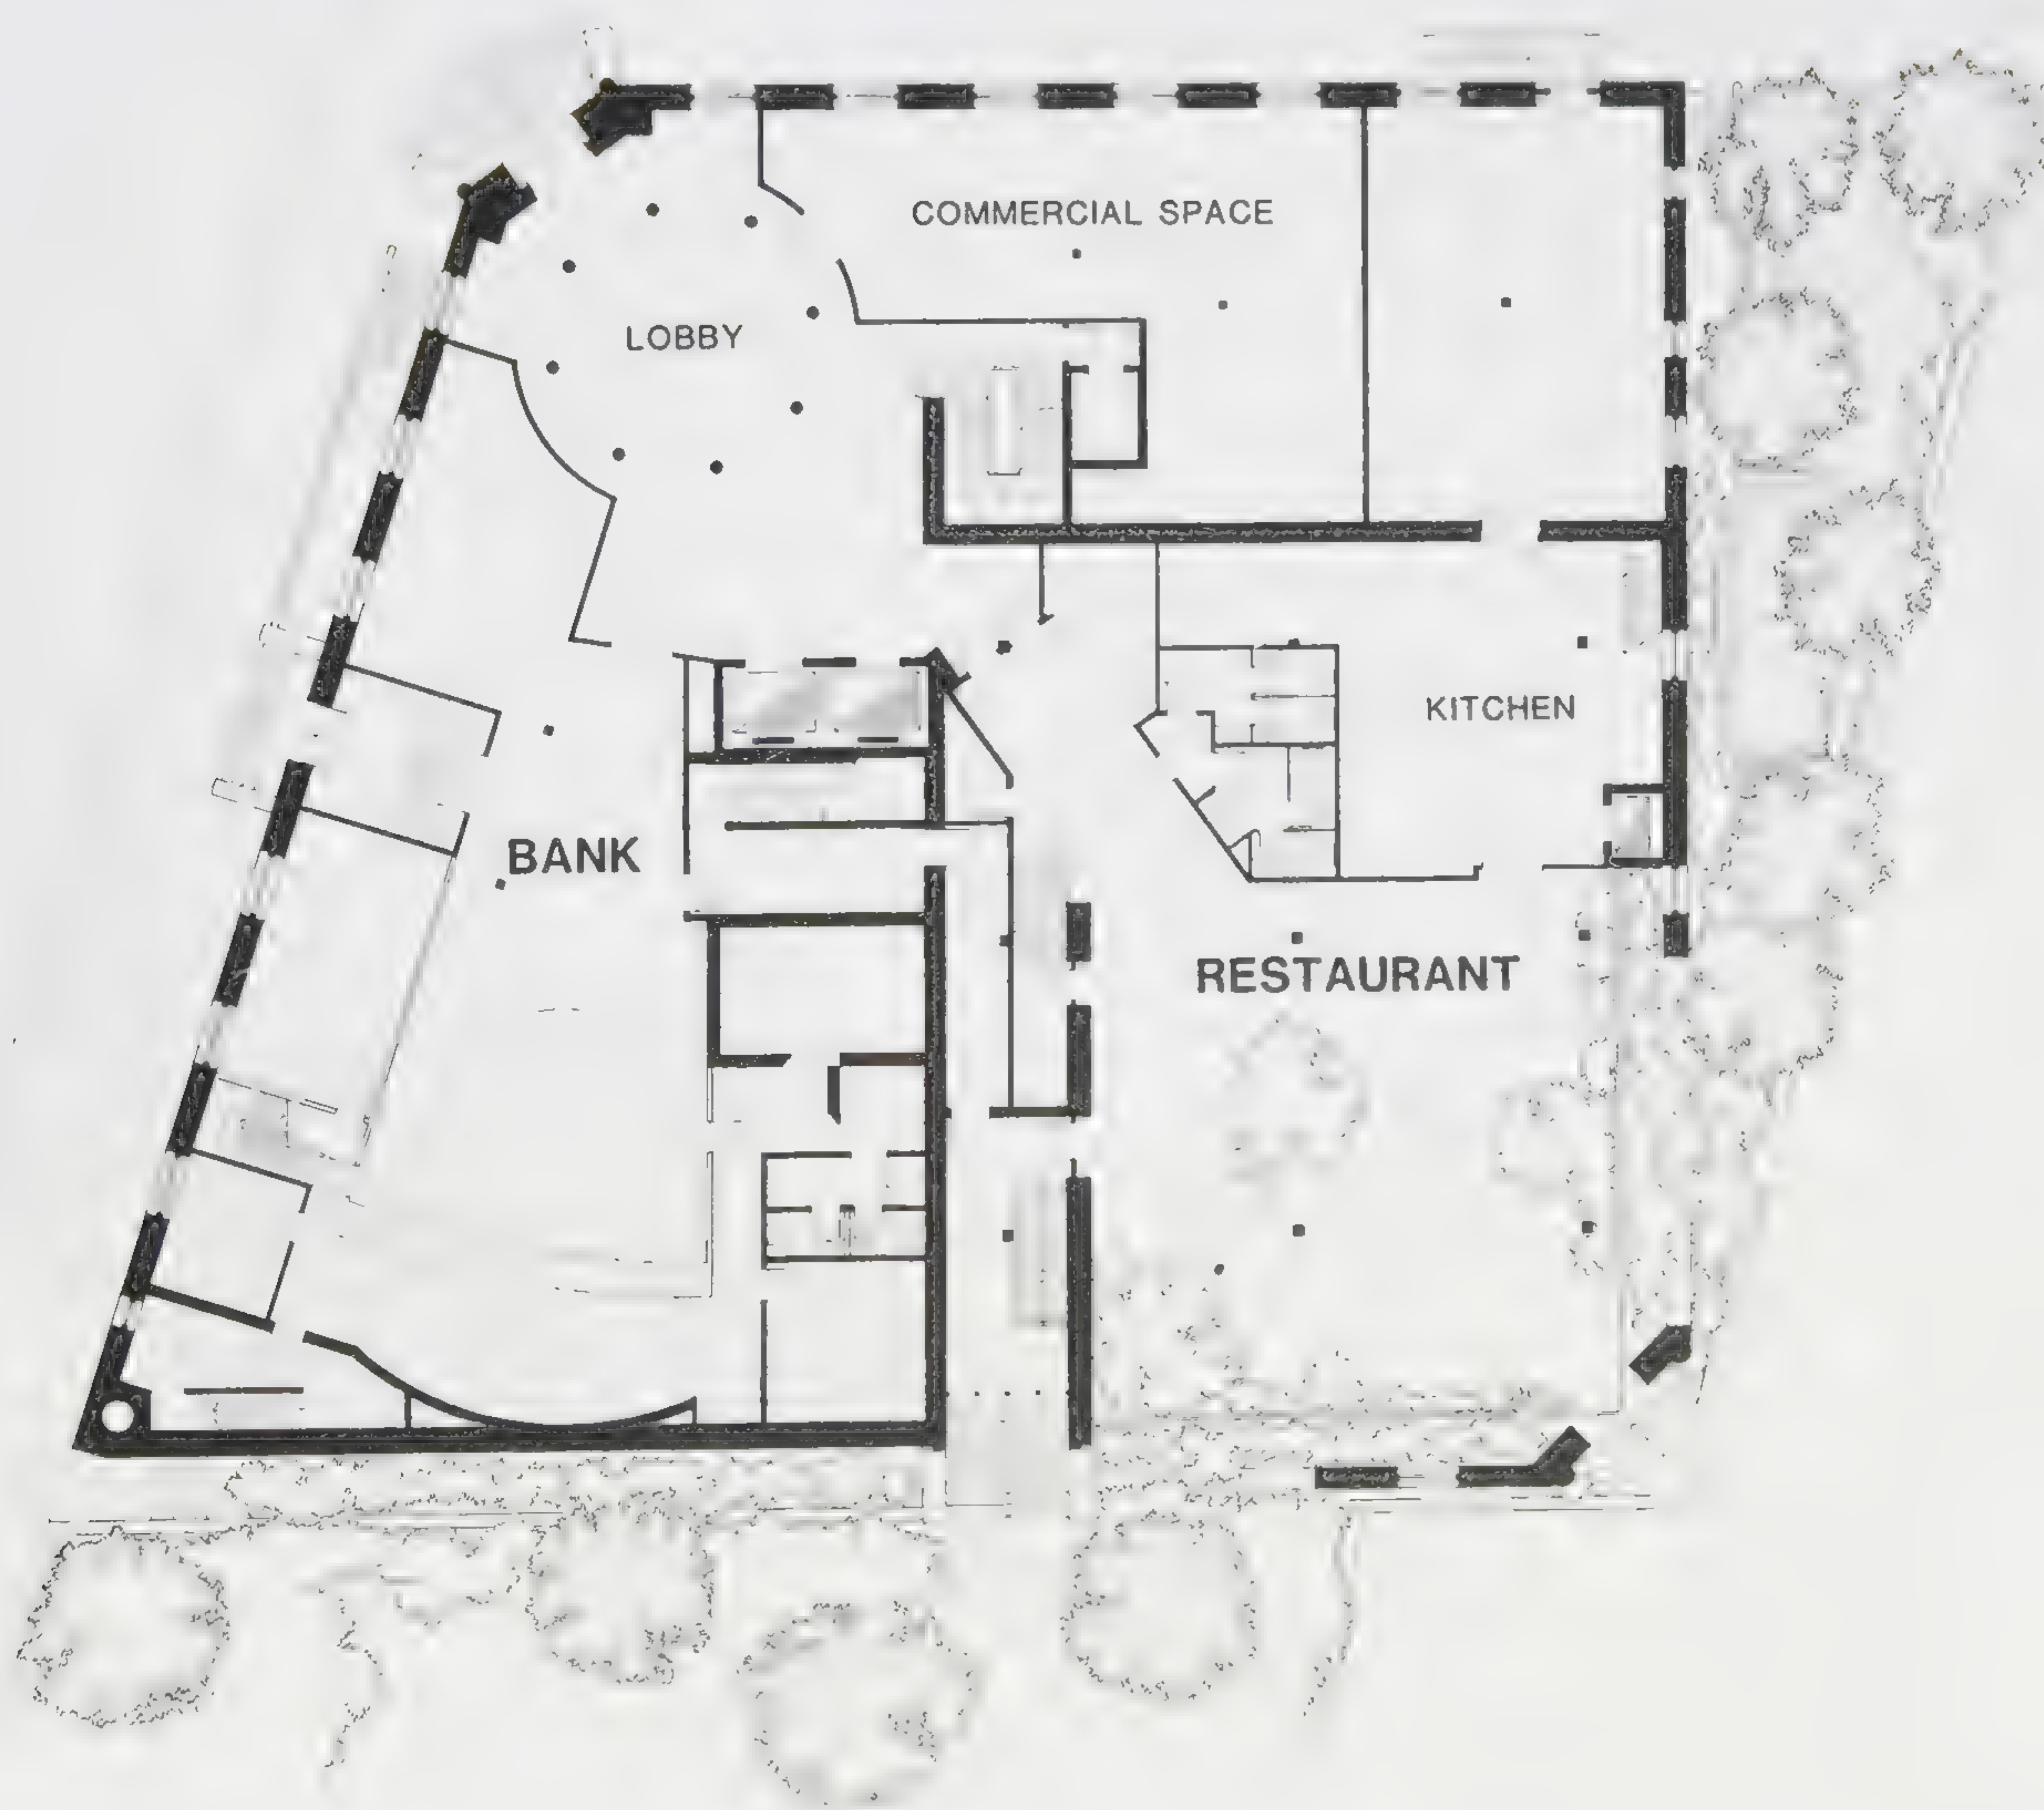 COMMERCIAL SPACE
LOBBY
KITCHEN
BANK
RESTAURANT